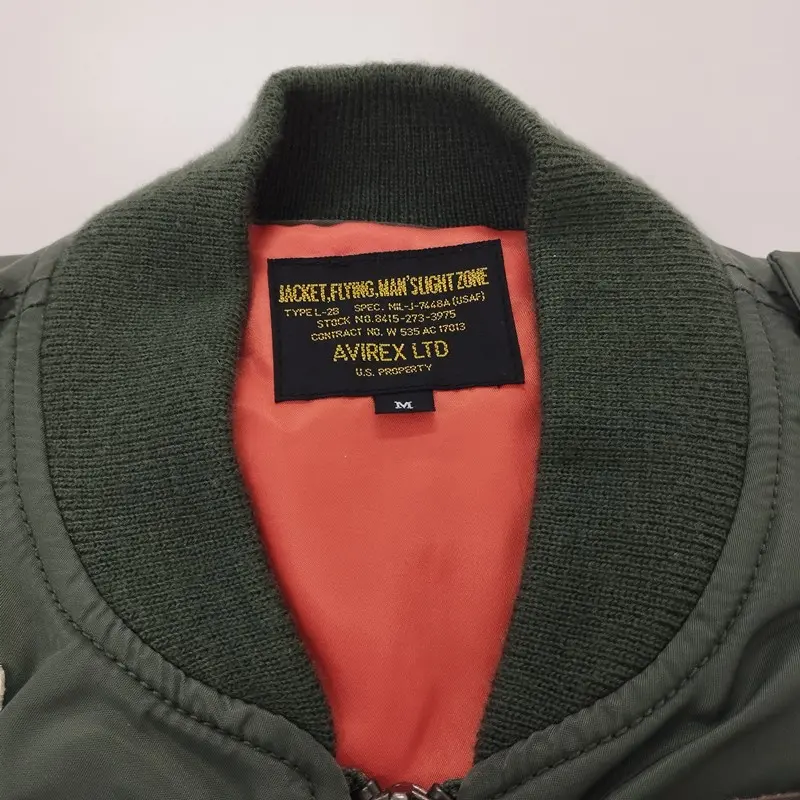 JACKET, FLYING, MAN'S LIGHT ZONE
TYPE L-2B SPEC. MIL-J-7448A (USAF)
STOCK NO. 8415-273-3975
CONTRACT NO. W 535 AC 17013
AVIREX LTD
U.S. PROPERTY
M